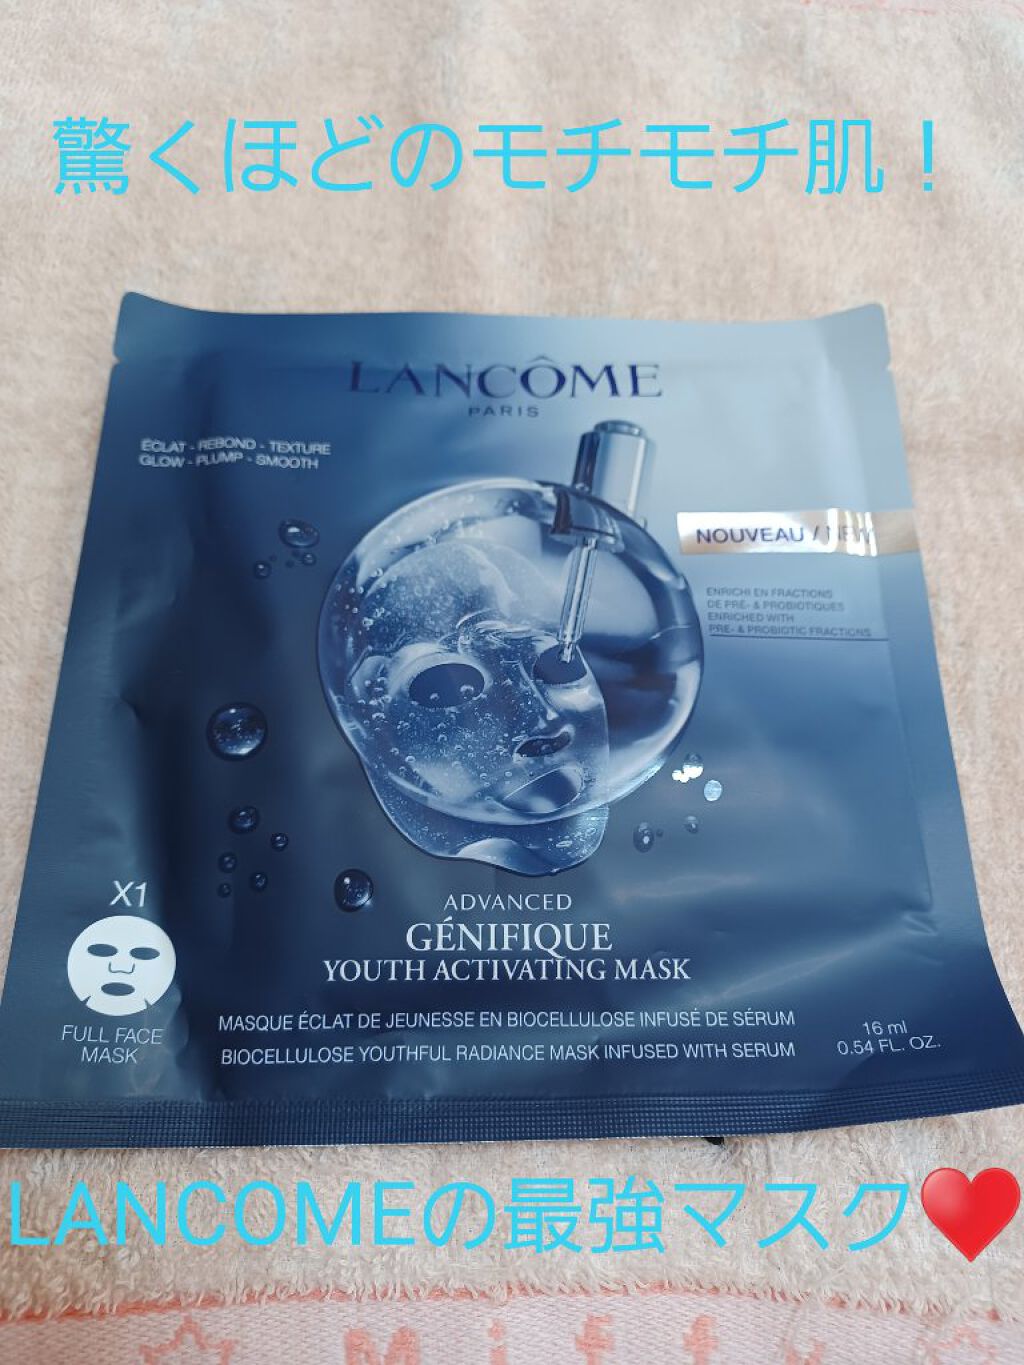 驚くほどのモチモチ肌！
LANCÔME
PARIS
ÉCLAT - REBOND - TEXTURE
GLOW - PLUMP - SMOOTH
NOUVEAU / NEW
ENRICHI EN FRACTIONS
DE PRÉ- & PROBIOTIQUES
ENRICHED WITH
PRE- & PROBIOTIC FRACTIONS
X1
FULL FACE
MASK
ADVANCED
GÉNIFIQUE
YOUTH ACTIVATING MASK
MASQUE ÉCLAT DE JEUNESSE EN BIOCELLULOSE INFUSÉ DE SÉRUM
BIOCELLULOSE YOUTHFUL RADIANCE MASK INFUSED WITH SERUM
16 ml
0.54 FL. OZ.
LANCOMEの最強マスク♥